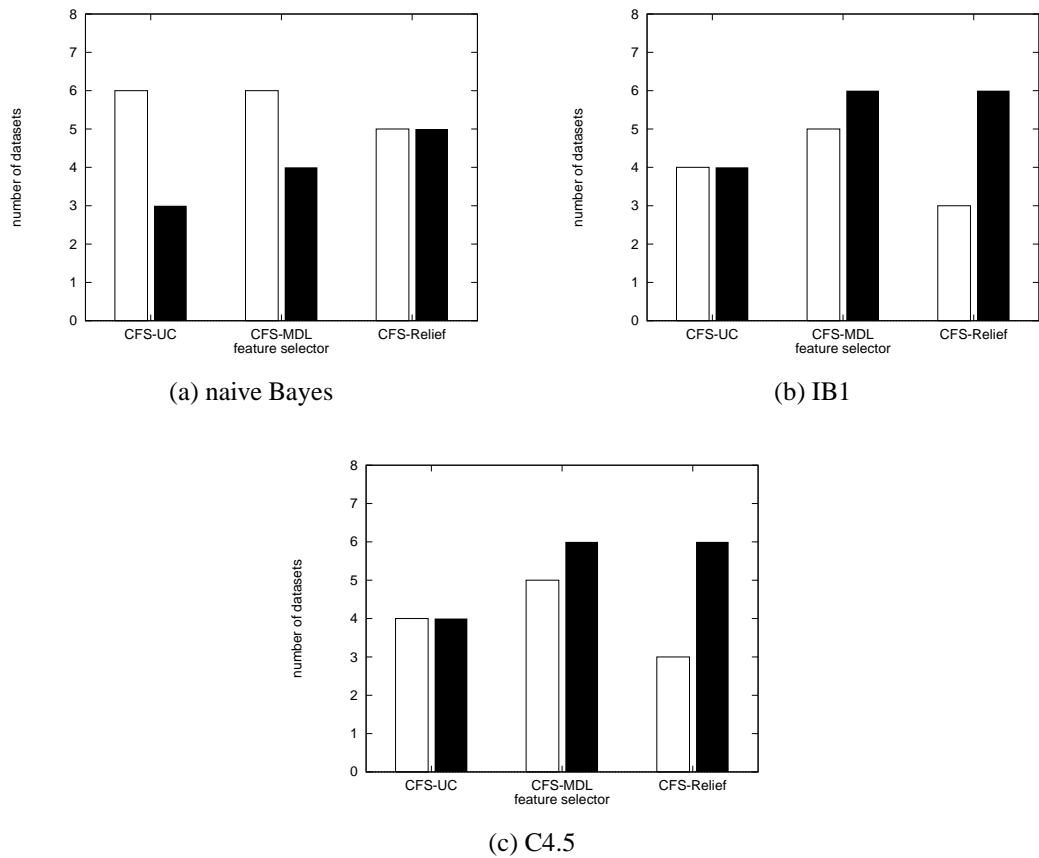 8
7
6
5
4
3
2
1
0
number of datasets
CFS-UC
CFS-MDL
CFS-Relief
feature selector
(a) naive Bayes
8
7
6
5
4
3
2
1
0
number of datasets
CFS-UC
CFS-MDL
CFS-Relief
feature selector
(b) IB1
8
7
6
5
4
3
2
1
0
number of datasets
CFS-UC
CFS-MDL
CFS-Relief
feature selector
(c) C4.5